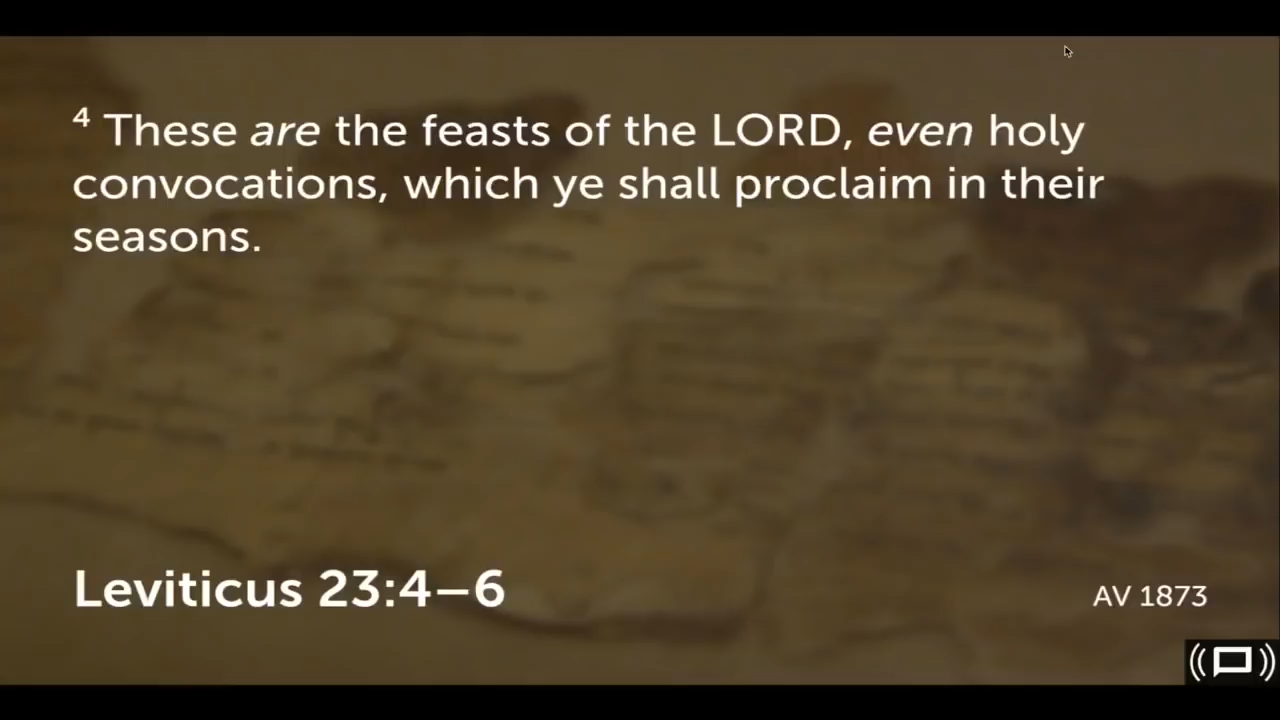 4 These are the feasts of the LORD, even holy
convocations, which ye shall proclaim in their
seasons.
Leviticus 23:4–6
AV 1873